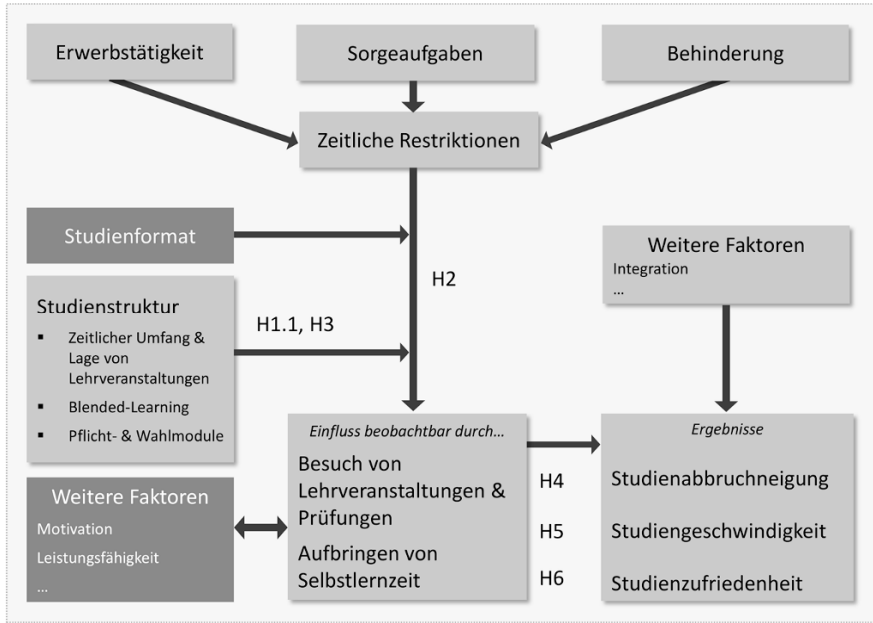 Erwerbstätigkeit
Sorgeaufgaben
Behinderung
Zeitliche Restriktionen
Studienformat
H2
Weitere Faktoren
Integration
…
Studienstruktur
▪ Zeitlicher Umfang &
Lage von
Lehrveranstaltungen
▪ Blended-Learning
▪ Pflicht- & Wahlmodule
H1.1, H3
Weitere Faktoren
Motivation
Leistungsfähigkeit
…
Einfluss beobachtbar durch…
Besuch von
Lehrveranstaltungen &
Prüfungen
Aufbringen von
Selbstlernzeit
H4
H5
H6
Ergebnisse
Studienabbruchneigung
Studiengeschwindigkeit
Studienzufriedenheit